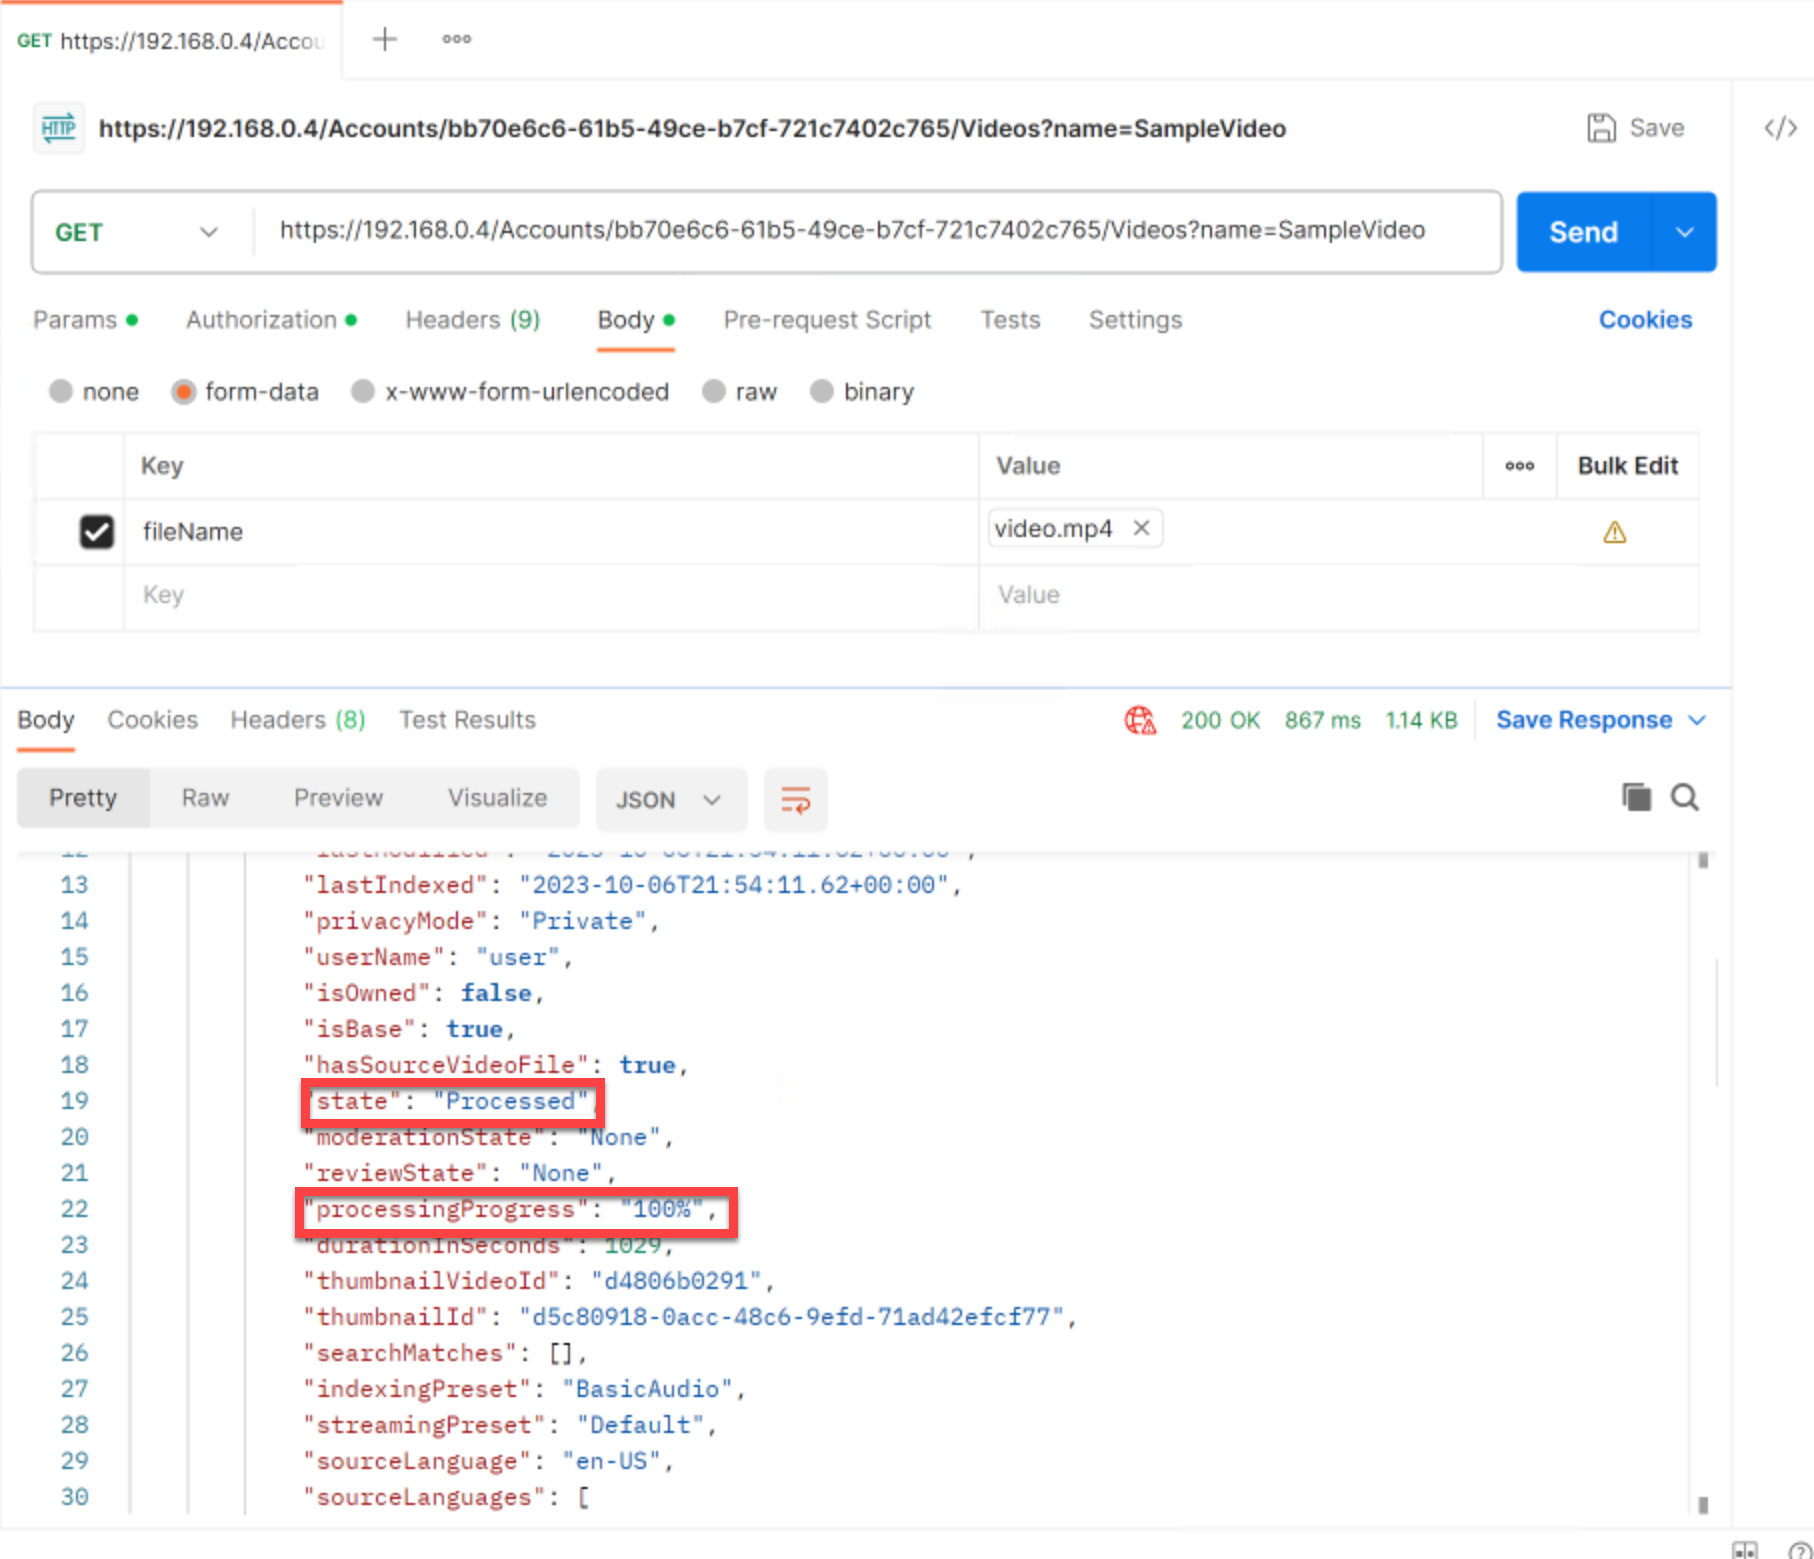 GET https://192.168.0.4/Accou
HTTP https://192.168.0.4/Accounts/bb70e6c6-61b5-49ce-b7cf-721c7402c765/Videos?name=SampleVideo Save </>
GET https://192.168.0.4/Accounts/bb70e6c6-61b5-49ce-b7cf-721c7402c765/Videos?name=SampleVideo Send
Params Authorization Headers (9) Body Pre-request Script Tests Settings Cookies
none form-data x-www-form-urlencoded raw binary
Key Value Bulk Edit
fileName video.mp4
Key Value
Body Cookies Headers (8) Test Results 200 OK 867 ms 1.14 KB Save Response
Pretty Raw Preview Visualize JSON
13 "lastIndexed": "2023-10-06T21:54:11.62+00:00",
14 "privacyMode": "Private",
15 "userName": "user",
16 "isOwned": false,
17 "isBase": true,
18 "hasSourceVideoFile": true,
19 "state": "Processed",
20 "moderationState": "None",
21 "reviewState": "None",
22 "processingProgress": "100%",
23 "durationInSeconds": 1029,
24 "thumbnailVideoId": "d4806b0291",
25 "thumbnailId": "d5c80918-0acc-48c6-9efd-71ad42efcf77",
26 "searchMatches": [],
27 "indexingPreset": "BasicAudio",
28 "streamingPreset": "Default",
29 "sourceLanguage": "en-US",
30 "sourceLanguages": [